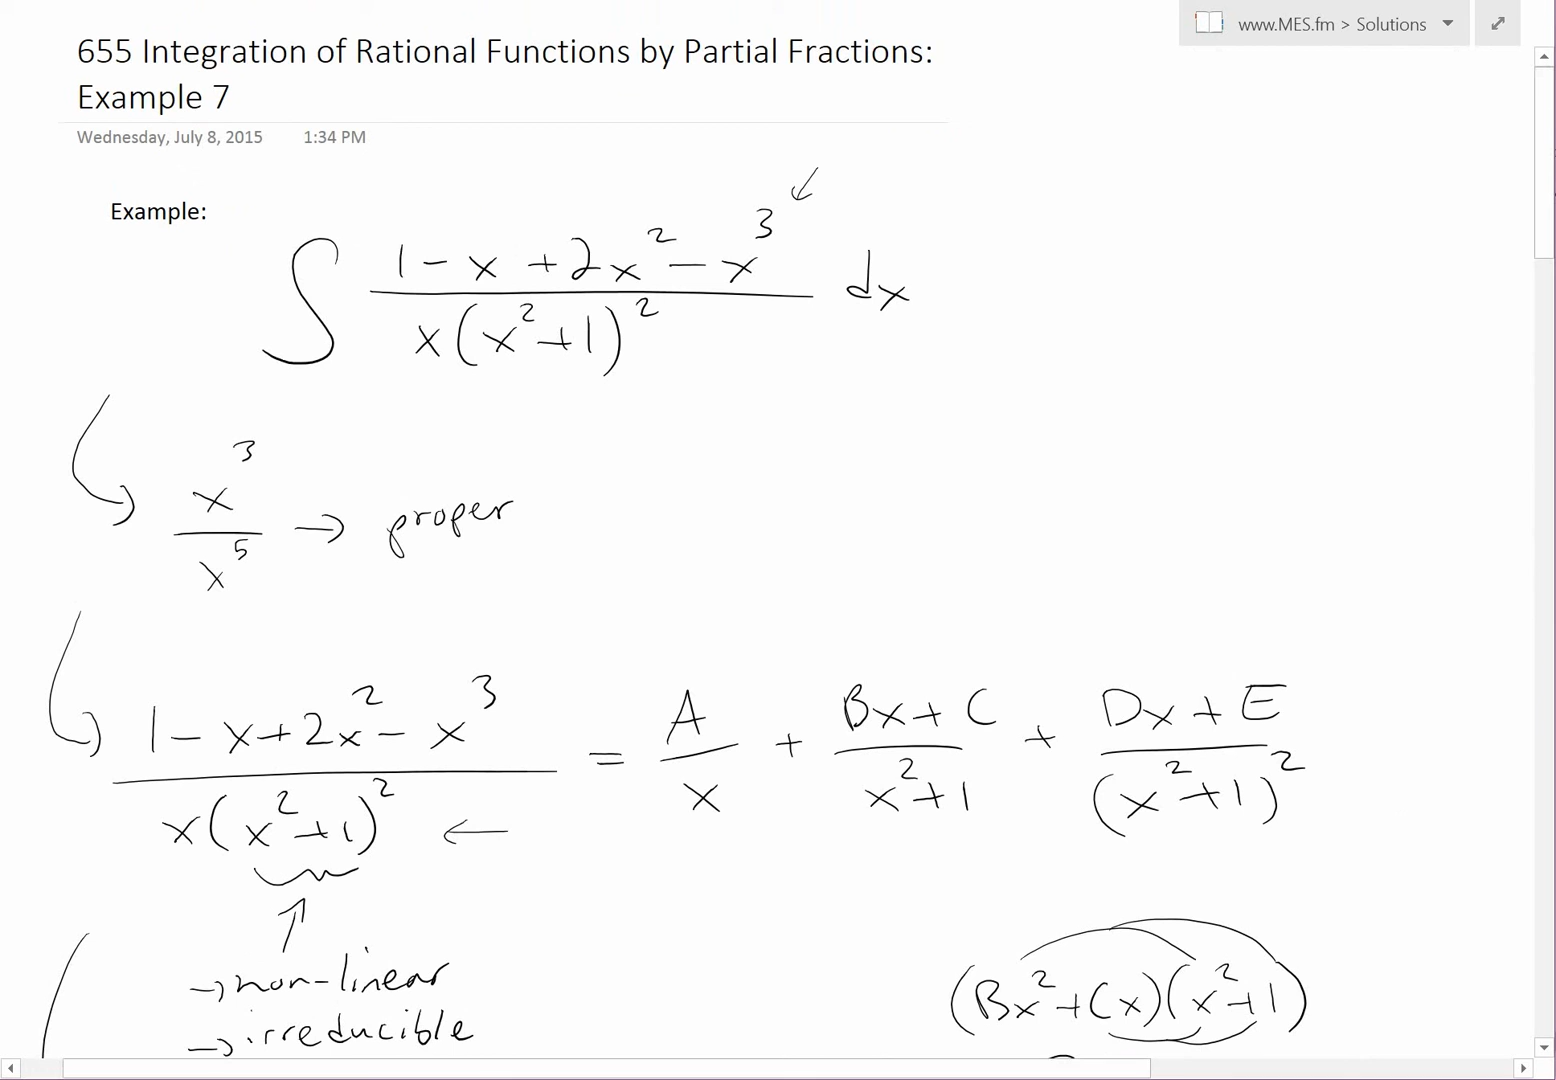 www.MES.fm > Solutions
655 Integration of Rational Functions by Partial Fractions:
Example 7
Wednesday, July 8, 2015 1:34 PM
Example:
∫ (1 - x + 2x² - x³) / (x(x²+1)²) dx
x³/x⁵ → proper
(1 - x + 2x² - x³) / (x(x²+1)²) = A/x + (Bx + C)/(x²+1) + (Dx + E)/(x²+1)²
→ non-linear
(Bx²+Cx)(x²+1)
→ irreducible